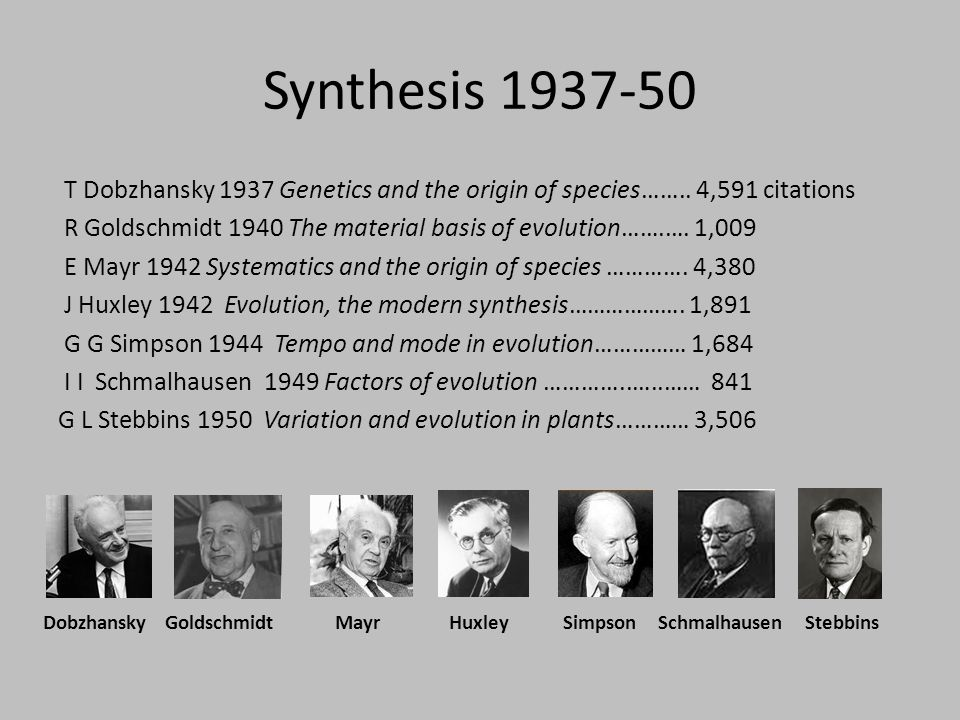 Synthesis 1937-50
T Dobzhansky 1937 Genetics and the origin of species…….. 4,591 citations
R Goldschmidt 1940 The material basis of evolution…….…. 1,009
E Mayr 1942 Systematics and the origin of species …………. 4,380
J Huxley 1942 Evolution, the modern synthesis………………. 1,891
G G Simpson 1944 Tempo and mode in evolution…………… 1,684
I I Schmalhausen 1949 Factors of evolution …………..…..…… 841
G L Stebbins 1950 Variation and evolution in plants………… 3,506
Dobzhansky Goldschmidt Mayr Huxley Simpson Schmalhausen Stebbins